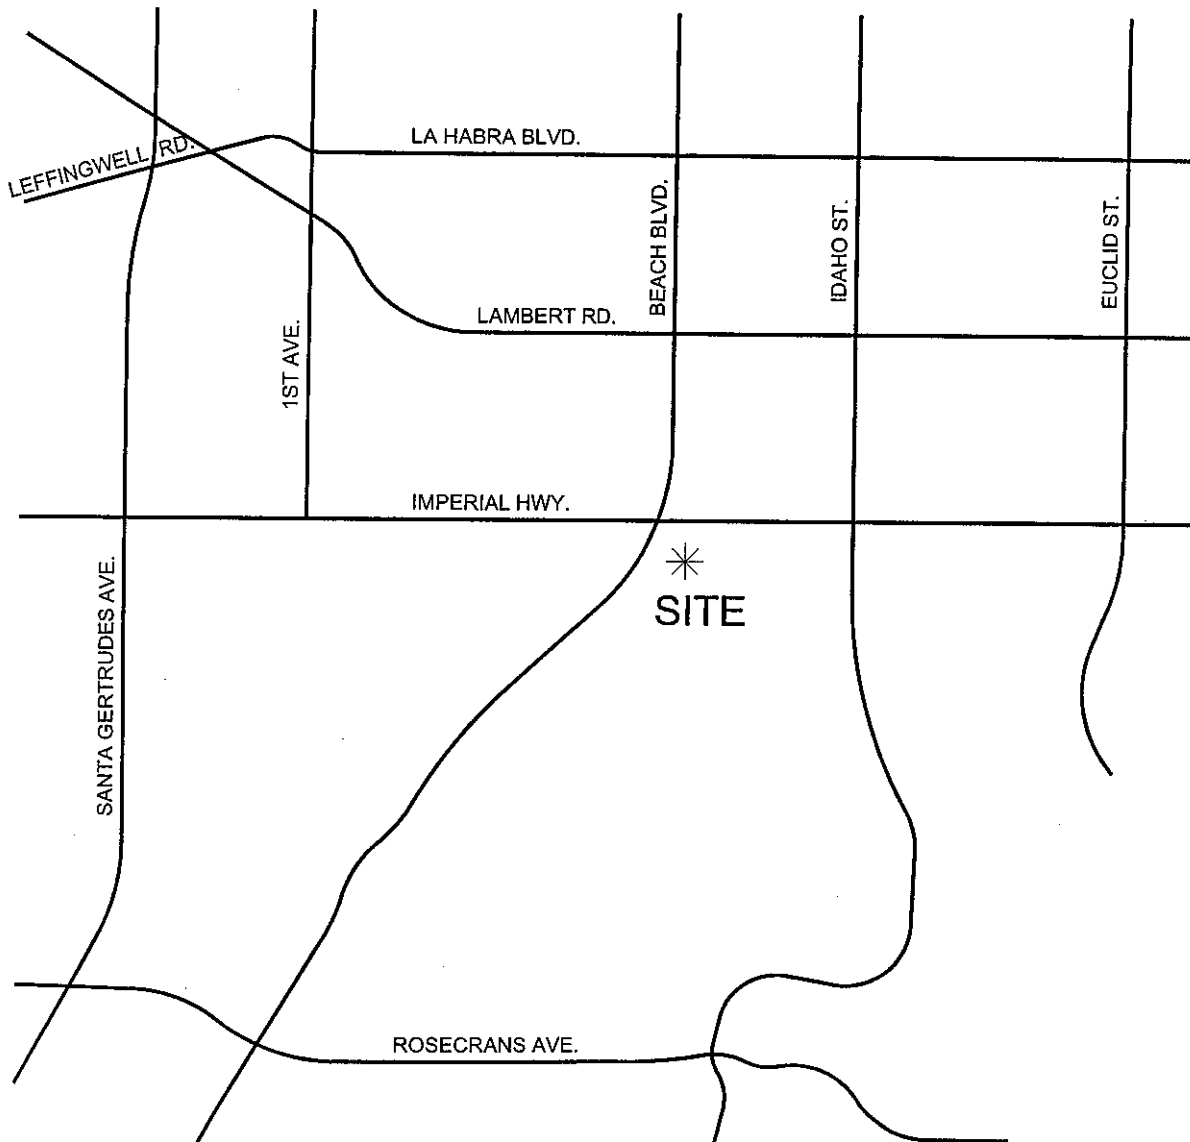 LA HABRA BLVD.
LEFFINGWELL RD.
BEACH BLVD.
IDAHO ST.
EUCLID ST.
LAMBERT RD.
1ST AVE.
IMPERIAL HWY.
SITE
SANTA GERTRUDES AVE.
ROSECRANS AVE.